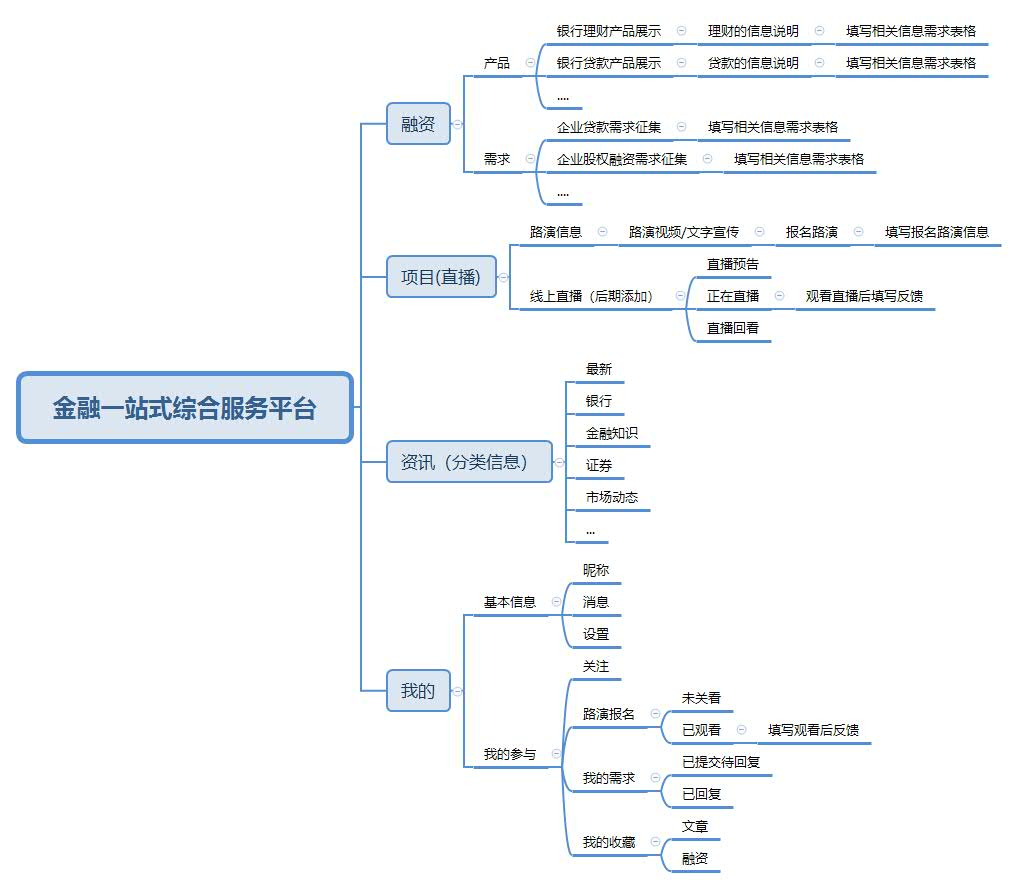 金融一站式综合服务平台
融资
产品
银行理财产品展示
理财的信息说明
填写相关信息需求表格
银行贷款产品展示
贷款的信息说明
填写相关信息需求表格
....
需求
企业贷款需求征集
填写相关信息需求表格
企业股权融资需求征集
填写相关信息需求表格
....
项目(直播)
路演信息
路演视频/文字宣传
报名路演
填写报名路演信息
线上直播（后期添加）
直播预告
正在直播
观看直播后填写反馈
直播回看
资讯（分类信息）
最新
银行
金融知识
证券
市场动态
...
我的
基本信息
昵称
消息
设置
我的参与
关注
路演报名
未关看
已观看
填写观看后反馈
我的需求
已提交待回复
已回复
我的收藏
文章
融资